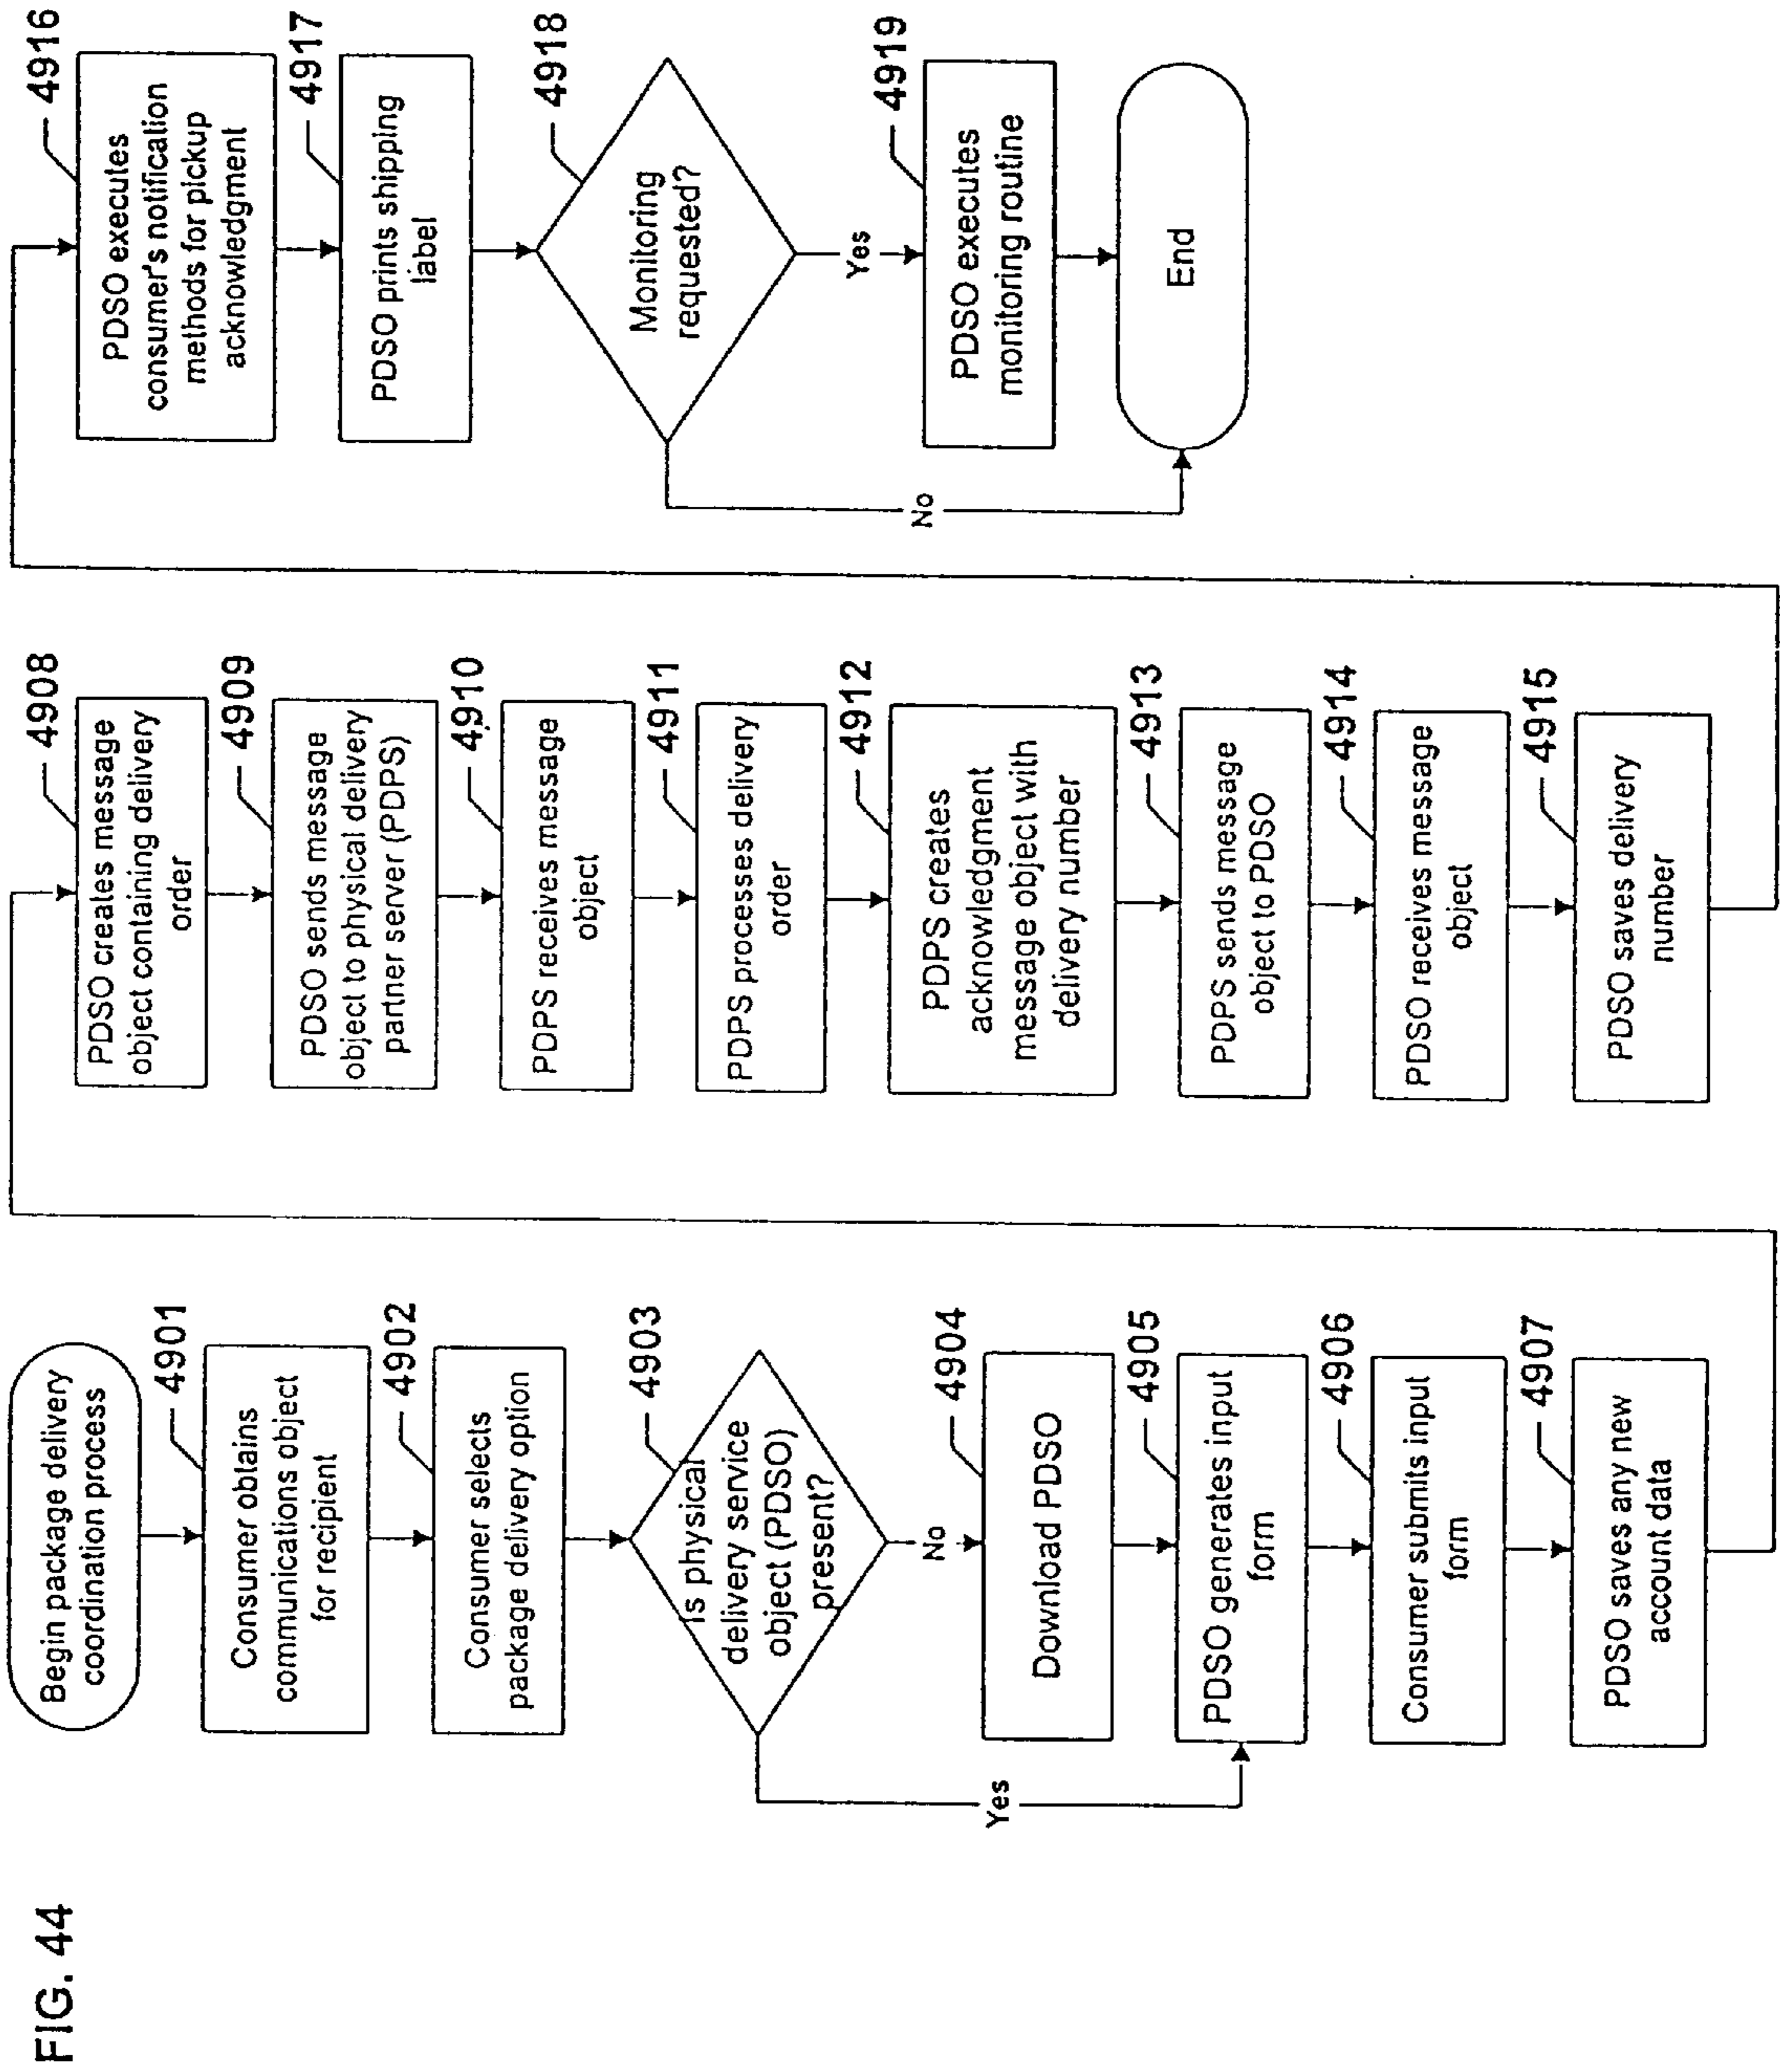 FIG. 44
Begin package delivery
coordination process
4901
Consumer obtains
communications object
for recipient
4902
Consumer selects
package delivery option
4903
Is physical
delivery service
object (PDSO)
present?
Yes
No
4904
Download PDSO
4905
PDSO generates input
form
4906
Consumer submits input
form
4907
PDSO saves any new
account data
4908
PDSO creates message
object containing delivery
order
4909
PDSO sends message
object to physical delivery
partner server (PDPS)
4910
PDPS receives message
object
4911
PDPS processes delivery
order
4912
PDPS creates
acknowledgment
message object with
delivery number
4913
PDPS sends message
object to PDSO
4914
PDSO receives message
object
4915
PDSO saves delivery
number
4916
PDSO executes
consumer's notification
methods for pickup
acknowledgment
4917
PDSO prints shipping
label
4918
Monitoring
requested?
No
Yes
4919
PDSO executes
monitoring routine
End